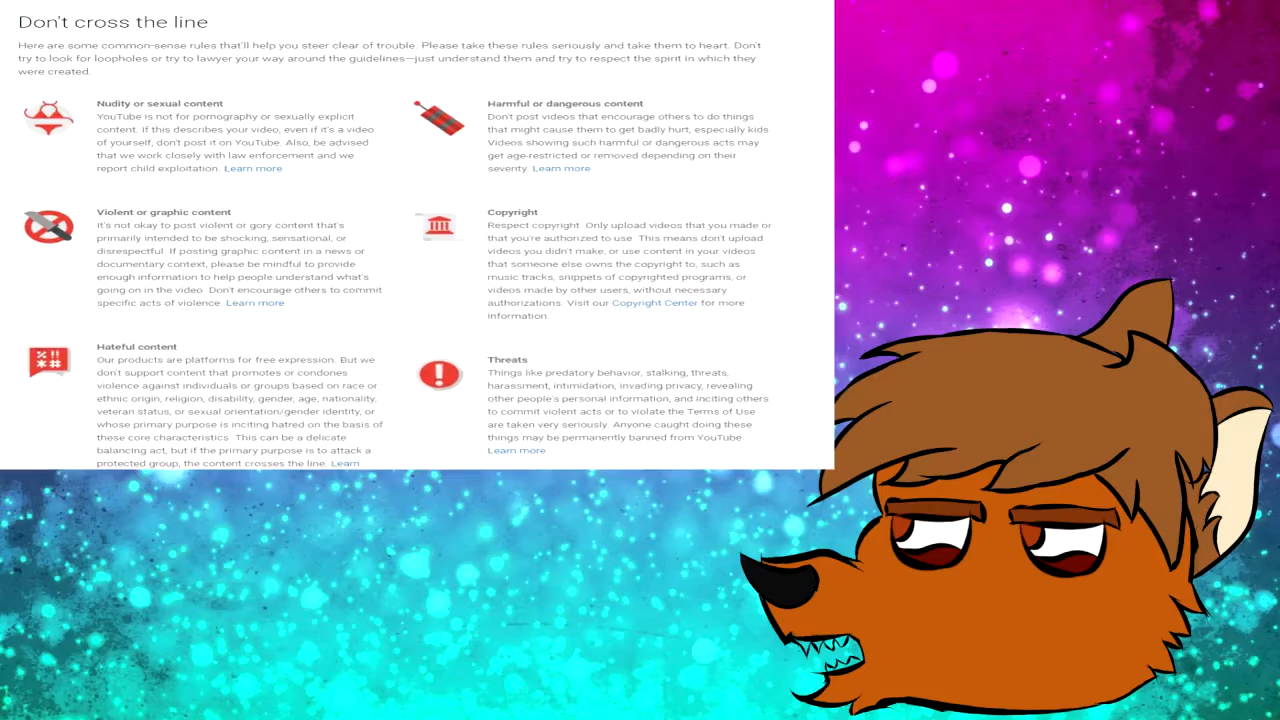 Don't cross the line
Here are some common-sense rules that'll help you steer clear of trouble. Please take these rules seriously and take them to heart. Don't
try to look for loopholes or try to lawyer your way around the guidelines—just understand them and try to respect the spirit in which they
were created.
Nudity or sexual content
YouTube is not for pornography or sexually explicit
content. If this describes your video, even if it's a video
of yourself, don't post it on YouTube. Also, be advised
that we work closely with law enforcement and we
report child exploitation. Learn more
Harmful or dangerous content
Don't post videos that encourage others to do things
that might cause them to get badly hurt, especially kids.
Videos showing such harmful or dangerous acts may
get age-restricted or removed depending on their
severity. Learn more
Violent or graphic content
It's not okay to post violent or gory content that's
primarily intended to be shocking, sensational, or
disrespectful. If posting graphic content in a news or
documentary context, please be mindful to provide
enough information to help people understand what's
going on in the video. Don't encourage others to commit
specific acts of violence. Learn more
Copyright
Respect copyright. Only upload videos that you made or
that you're authorized to use. This means don't upload
videos you didn't make, or use content in your videos
that someone else owns the copyright to, such as
music tracks, snippets of copyrighted programs, or
videos made by other users, without necessary
authorizations. Visit our Copyright Center for more
information.
%!!
**#
Hateful content
Our products are platforms for free expression. But we
don't support content that promotes or condones
violence against individuals or groups based on race or
ethnic origin, religion, disability, gender, age, nationality,
veteran status, or sexual orientation/gender identity, or
whose primary purpose is inciting hatred on the basis of
these core characteristics. This can be a delicate
balancing act, but if the primary purpose is to attack a
protected group, the content crosses the line. Learn
Threats
Things like predatory behavior, stalking, threats,
harassment, intimidation, invading privacy, revealing
other people's personal information, and inciting others
to commit violent acts or to violate the Terms of Use
are taken very seriously. Anyone caught doing these
things may be permanently banned from YouTube.
Learn more